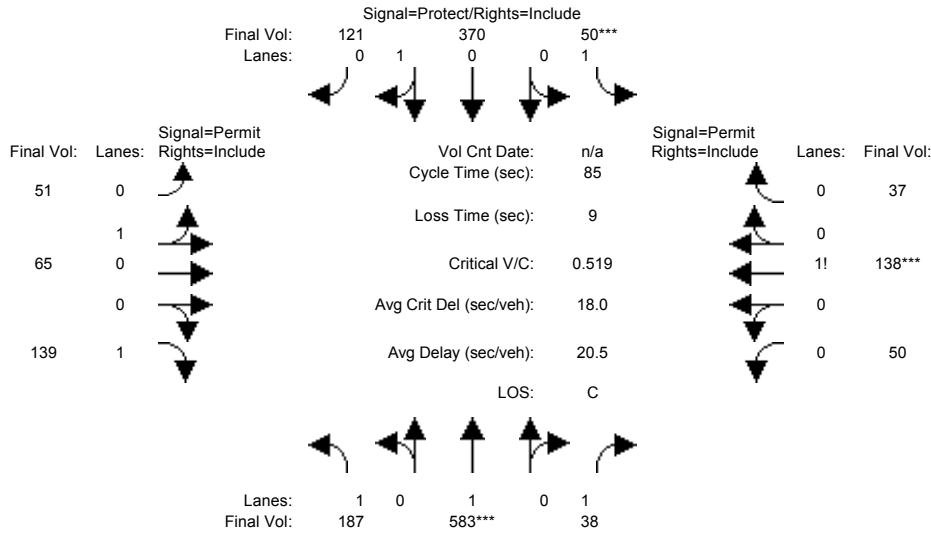 Signal=Protect/Rights=Include
Final Vol: 121 370 50***
Lanes: 0 1 0 0 1
Signal=Permit Signal=Permit
Final Vol: Lanes: Rights=Include Vol Cnt Date: n/a Rights=Include Lanes: Final Vol:
Cycle Time (sec): 85
51 0 0 37
Loss Time (sec): 9
1 0
65 0 Critical V/C: 0.519 1! 138***
0 Avg Crit Del (sec/veh): 18.0 0
139 1 Avg Delay (sec/veh): 20.5 0 50
LOS: C
Lanes: 1 0 1 0 1
Final Vol: 187 583*** 38